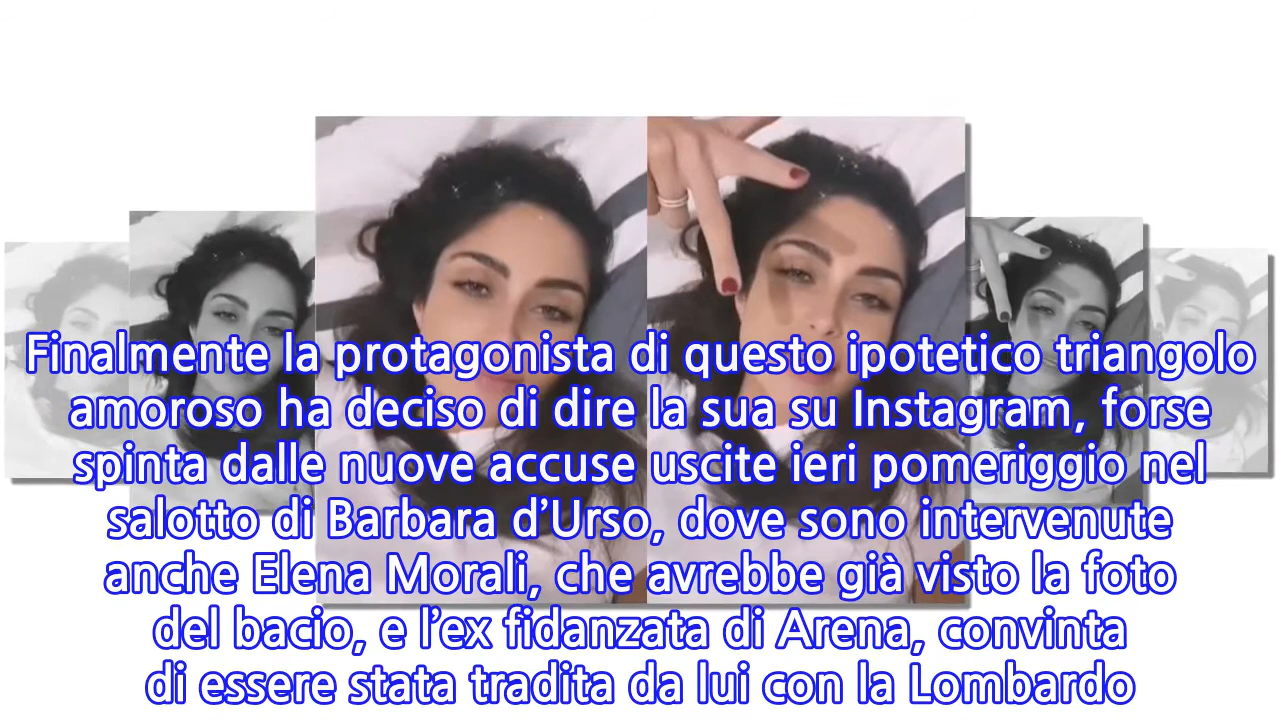 Finalmente la protagonista di questo ipotetico triangolo
amoroso ha deciso di dire la sua su Instagram, forse
spinta dalle nuove accuse uscite ieri pomeriggio nel
salotto di Barbara d’Urso, dove sono intervenute
anche Elena Morali, che avrebbe già visto la foto
del bacio, e l’ex fidanzata di Arena, convinta
di essere stata tradita da lui con la Lombardo